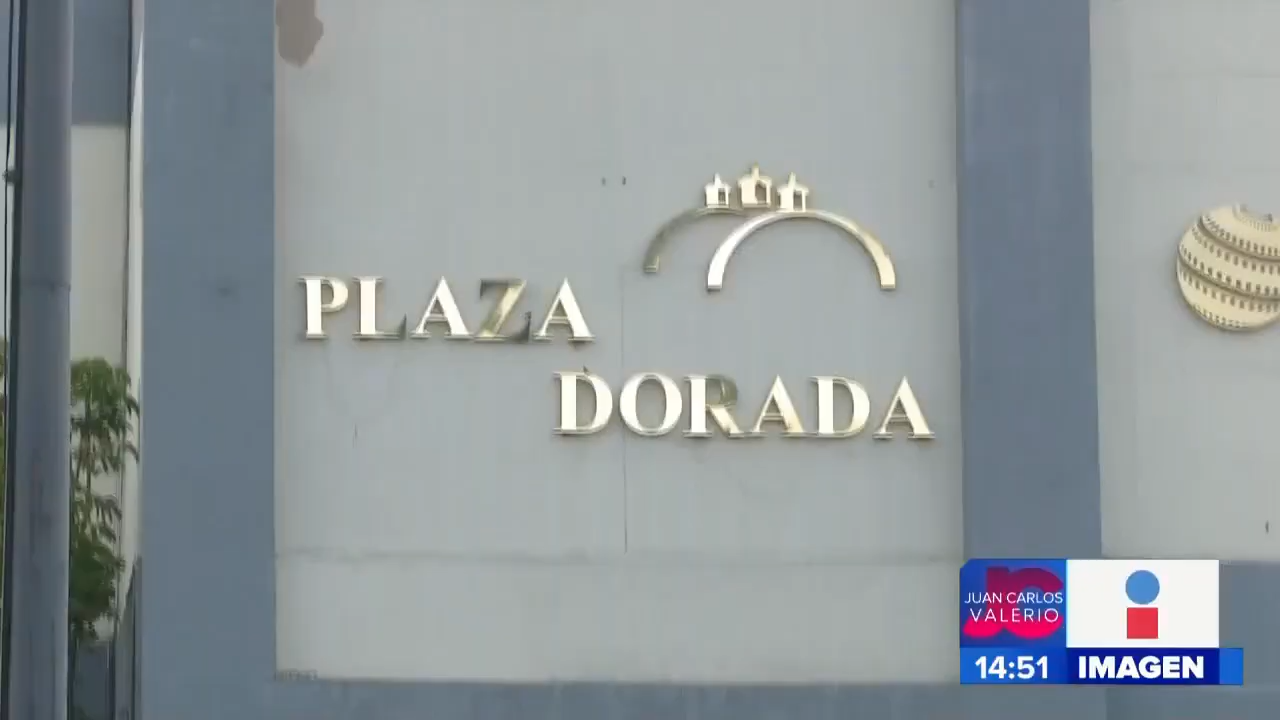 PLAZA
DORADA
JUAN CARLOS
VALERIO
14:51 IMAGEN